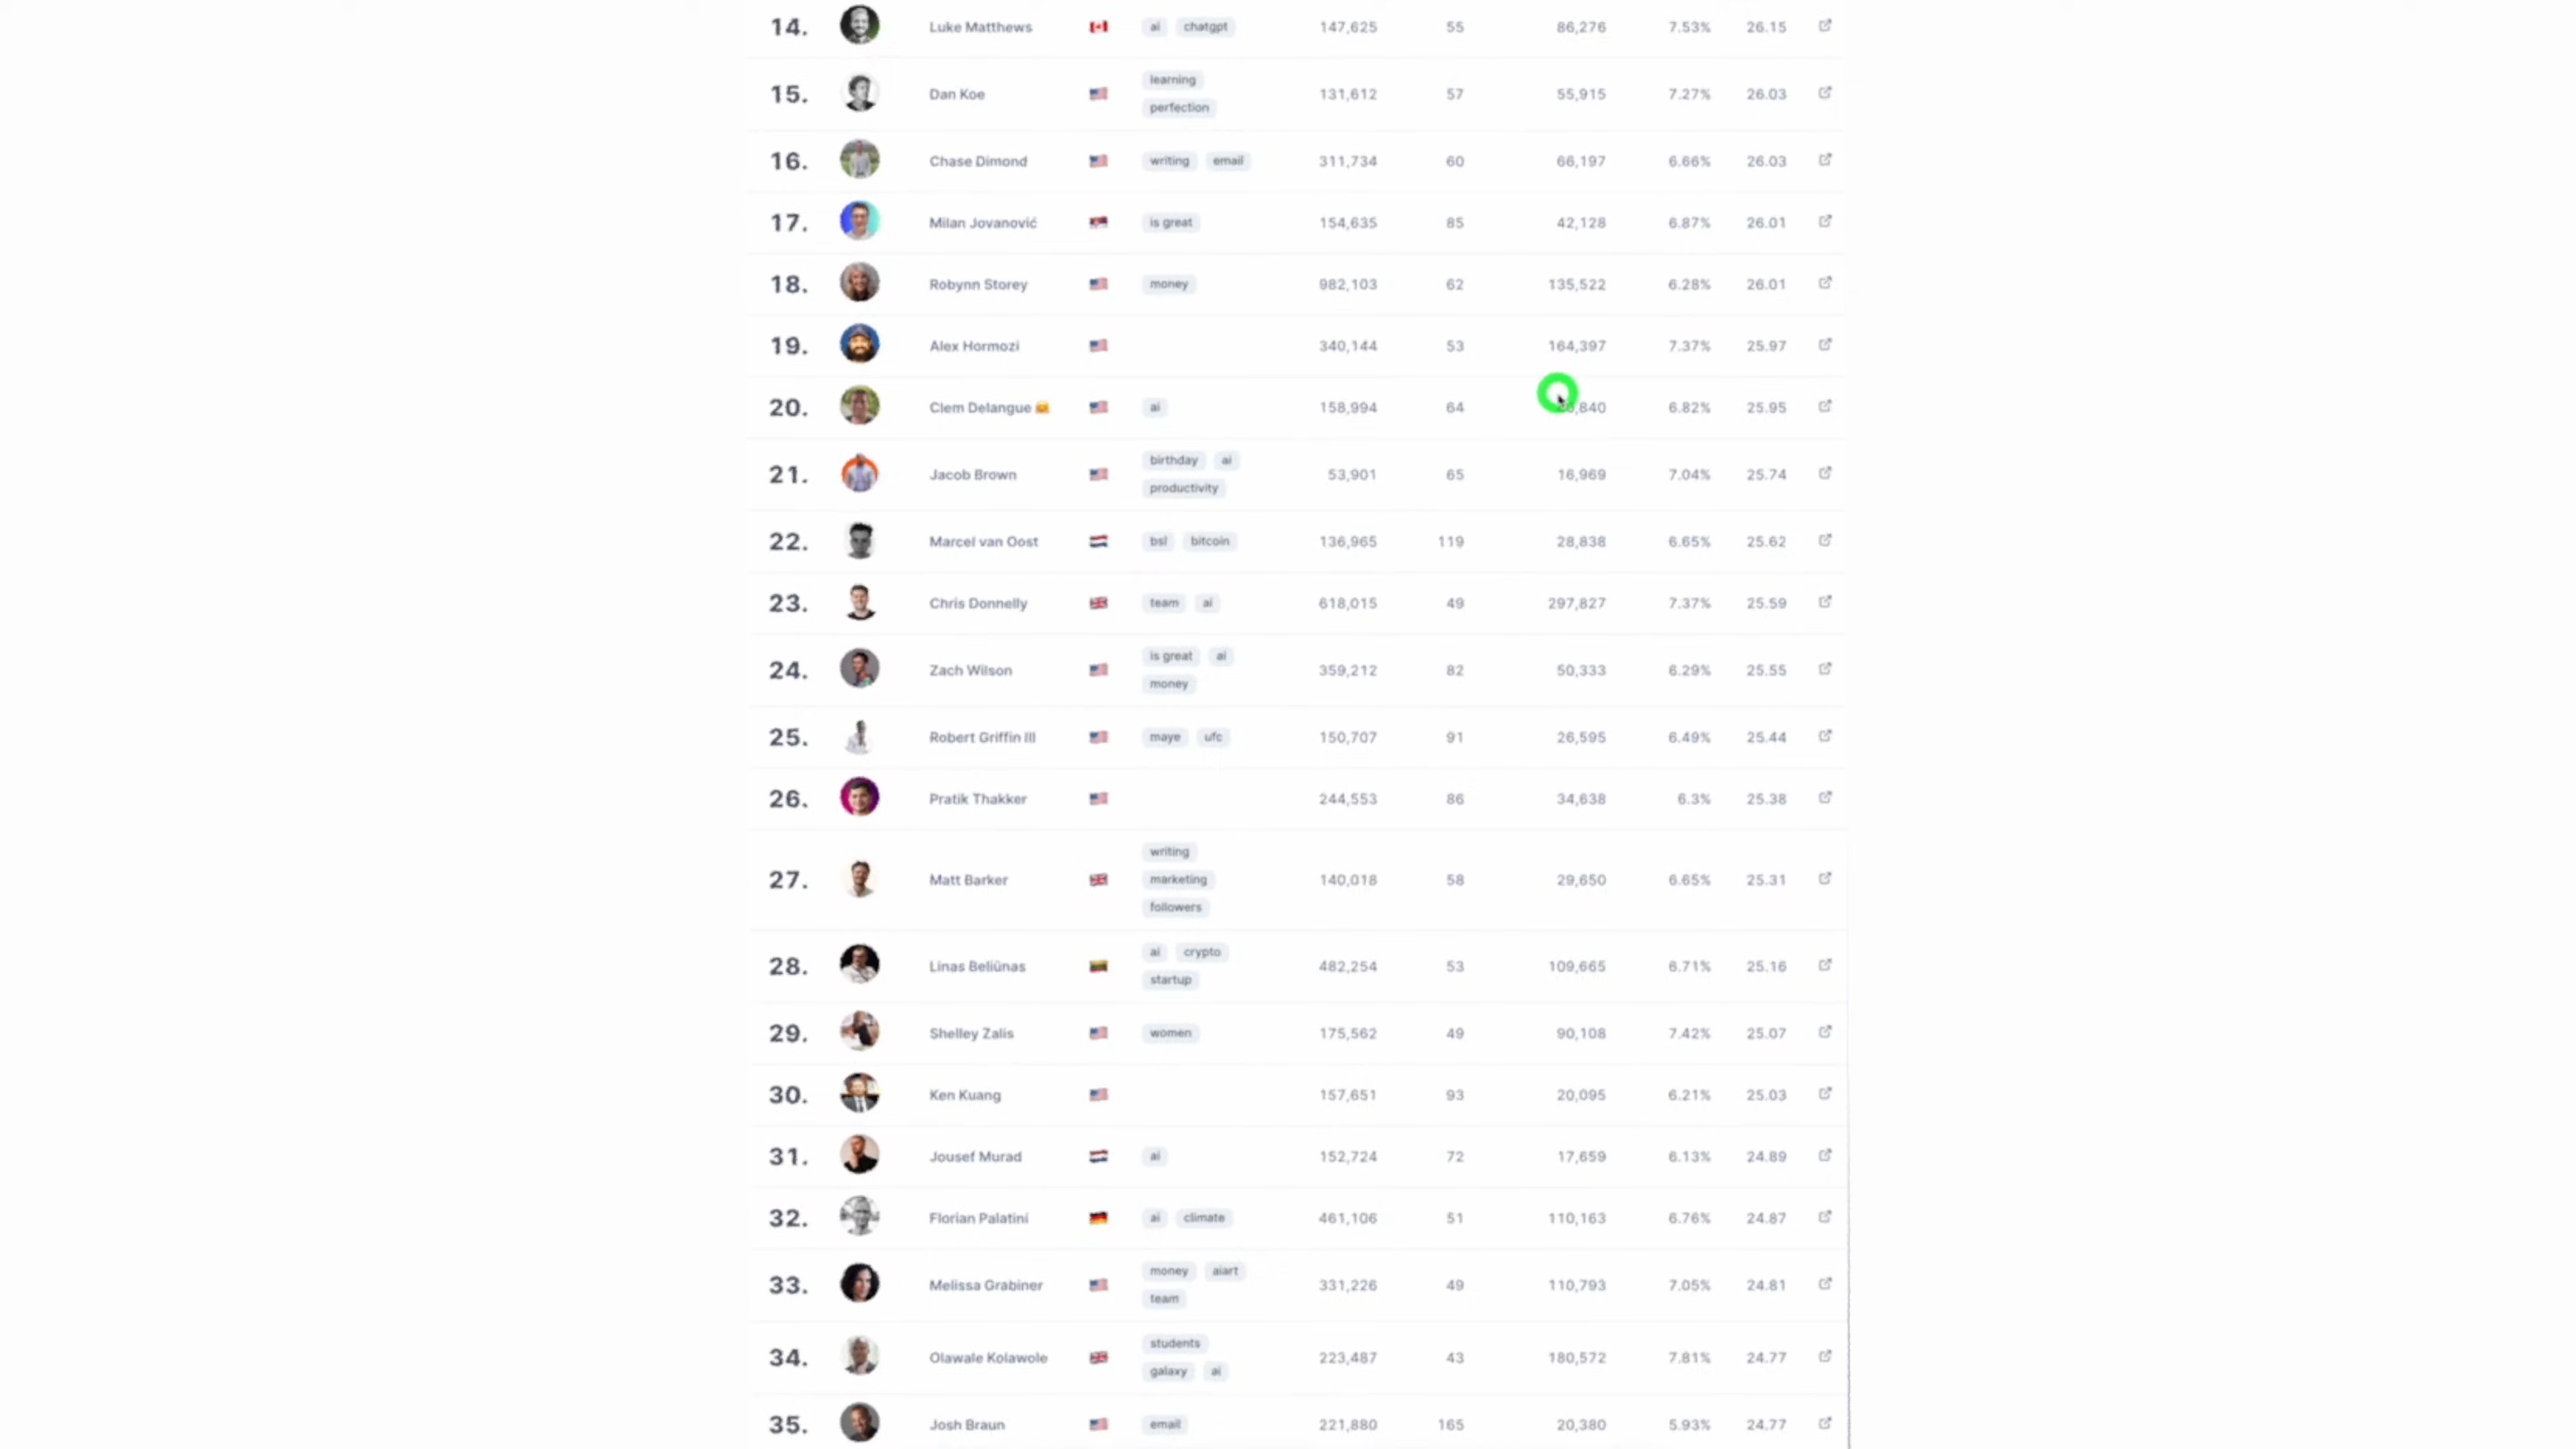 14. Luke Matthews ai chatgpt 147,625 55 86,276 7.53% 26.15
15. Dan Koe learning perfection 131,612 57 55,915 7.27% 26.03
16. Chase Dimond writing email 311,734 60 66,197 6.66% 26.03
17. Milan Jovanović is great 154,635 85 42,128 6.87% 26.01
18. Robynn Storey money 982,103 62 135,522 6.28% 26.01
19. Alex Hormozi 340,144 53 164,397 7.37% 25.97
20. Clem Delangue 🤗 ai 158,994 64 6.82% 25.95
21. Jacob Brown birthday ai productivity 53,901 65 16,969 7.04% 25.74
22. Marcel van Oost bsl bitcoin 136,965 119 28,838 6.65% 25.62
23. Chris Donnelly team ai 618,015 49 297,827 7.37% 25.59
24. Zach Wilson is great ai money 359,212 82 50,333 6.29% 25.55
25. Robert Griffin III maye ufc 150,707 91 26,595 6.49% 25.44
26. Pratik Thakker 244,553 86 34,638 6.3% 25.38
27. Matt Barker writing marketing followers 140,018 58 29,650 6.65% 25.31
28. Linas Beliūnas ai crypto startup 482,254 53 109,665 6.71% 25.16
29. Shelley Zalis women 175,562 49 90,108 7.42% 25.07
30. Ken Kuang 157,651 93 20,095 6.21% 25.03
31. Jousef Murad ai 152,724 72 17,659 6.13% 24.89
32. Florian Palatini ai climate 461,106 51 110,163 6.76% 24.87
33. Melissa Grabiner money aiart team 331,226 49 110,793 7.05% 24.81
34. Olawale Kolawole students galaxy ai 223,487 43 180,572 7.81% 24.77
35. Josh Braun email 221,880 165 20,380 5.93% 24.77